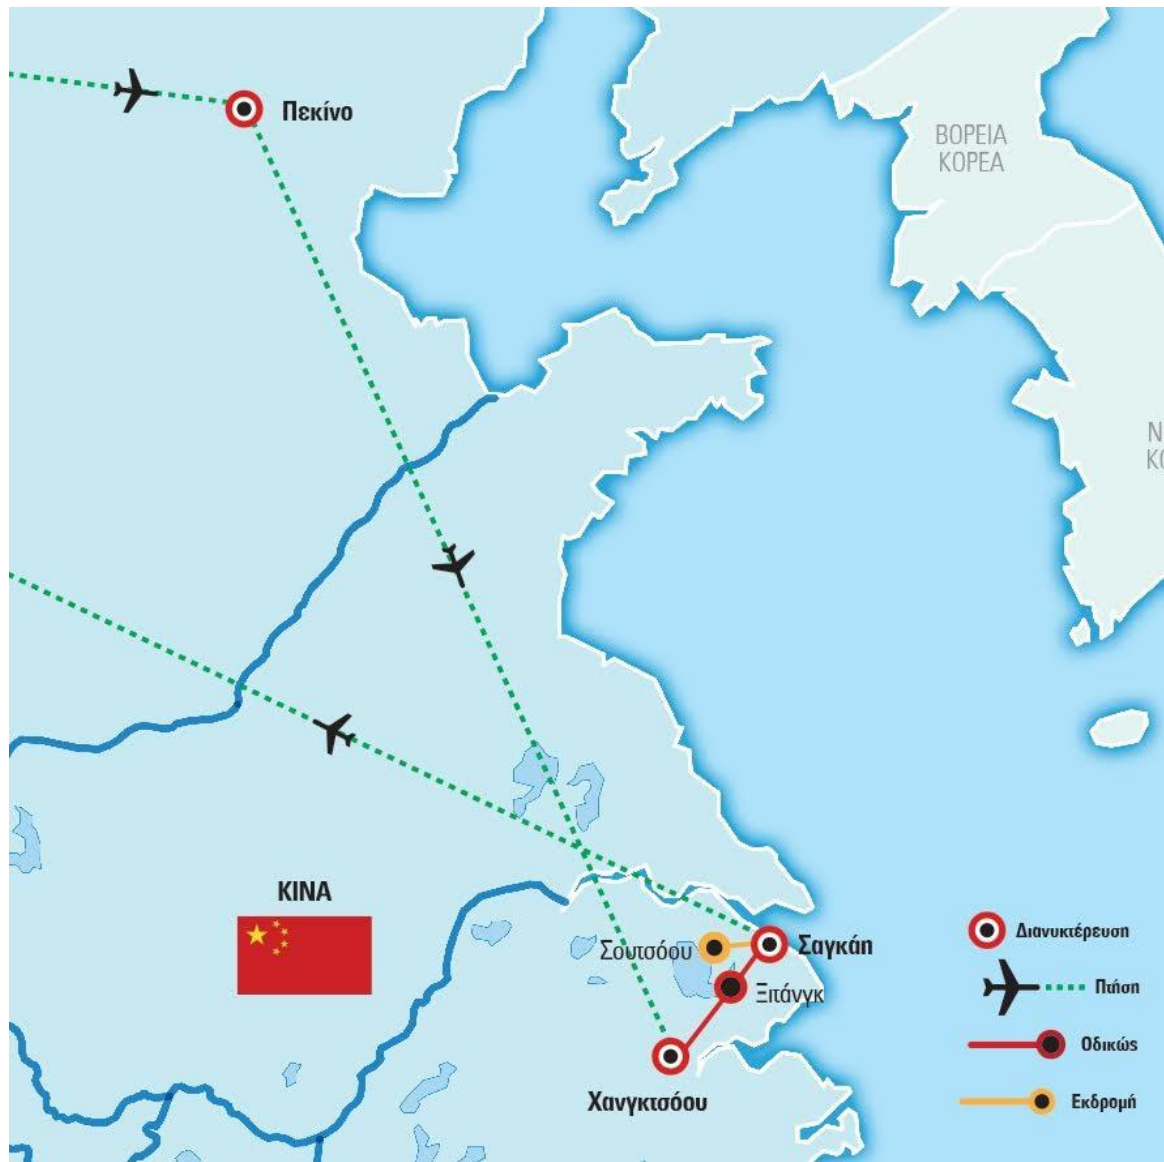 Πεκίνο
ΒΟΡΕΙΑ
ΚΟΡΕΑ
ΚΙΝΑ
Σουτσόου
Σαγκάη
Ξιτάνγκ
Χανγκτσόου
Διανυκτέρευση
Πτήση
Οδικώς
Εκδρομή